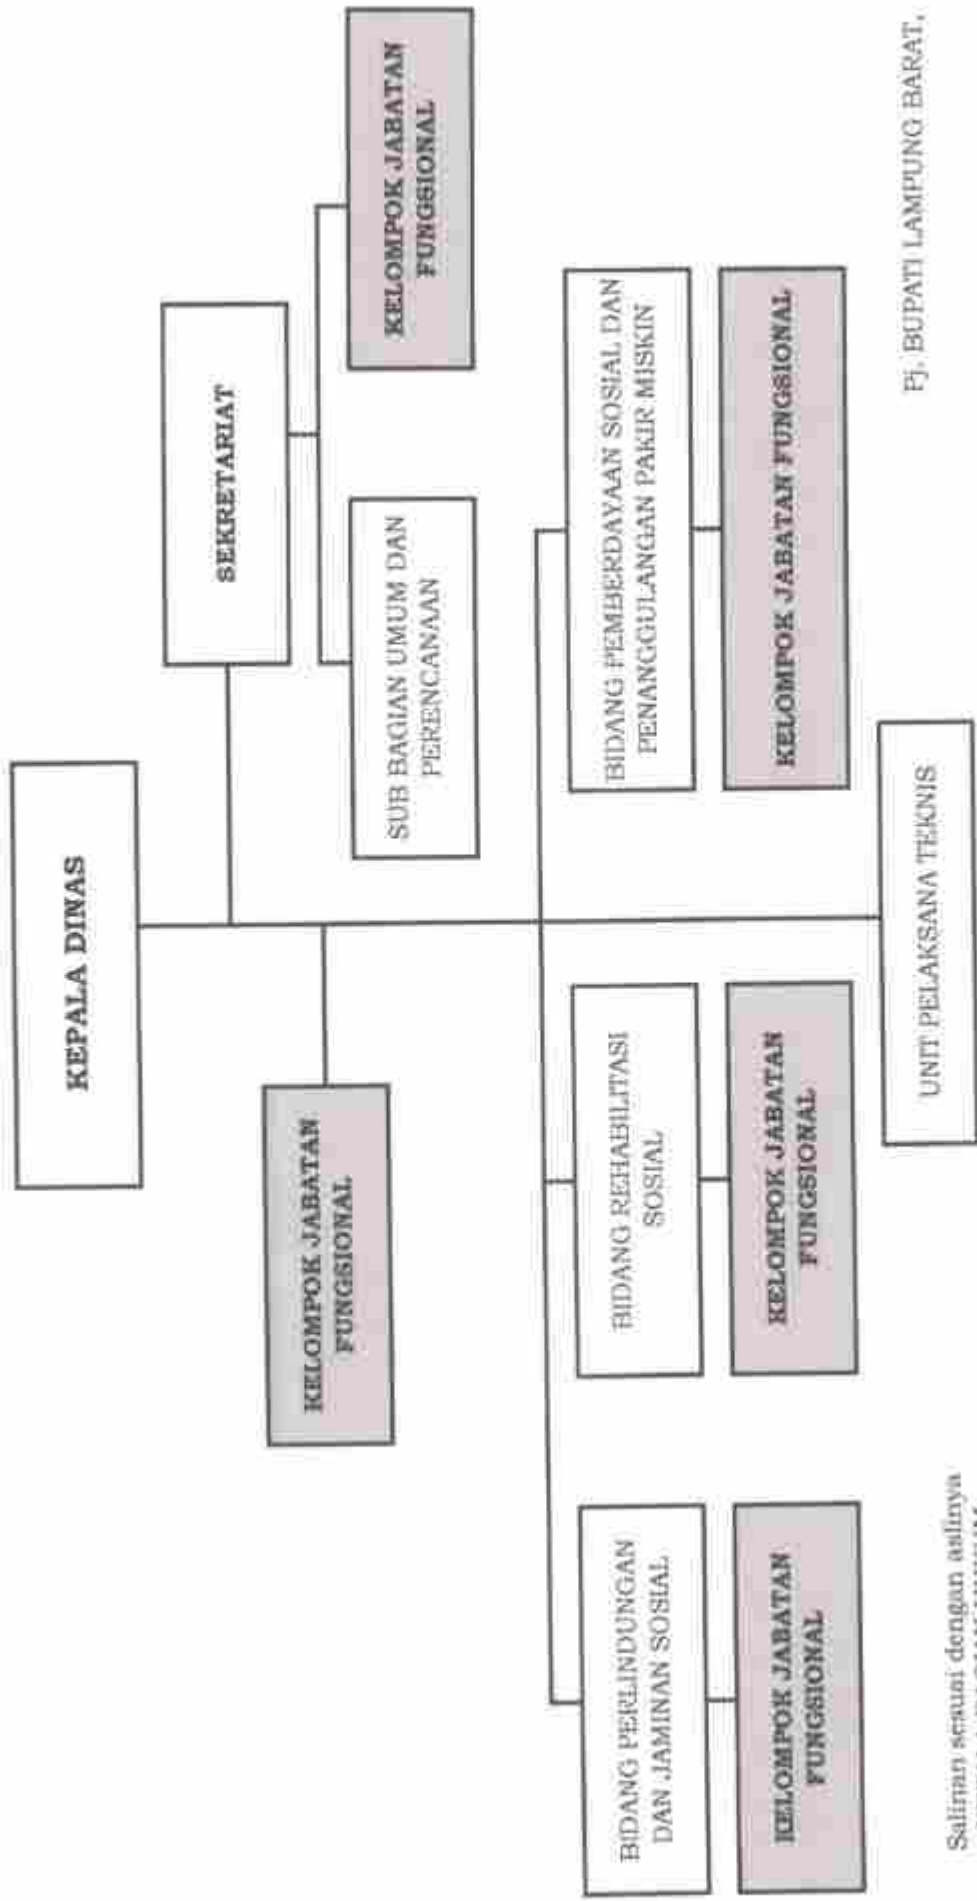 KEPALA DINAS
SEKRETARIAT
KELOMPOK JABATAN
FUNGSIONAL
SUB BAGIAN UMUM DAN
PERENCANAAN
KELOMPOK JABATAN
FUNGSIONAL
BIDANG PERLINDUNGAN
DAN JAMINAN SOSIAL
BIDANG REHABILITASI
SOSIAL
BIDANG PEMBERDAYAAN SOSIAL DAN
PENANGGULANGAN PAKIR MISKIN
KELOMPOK JABATAN
FUNGSIONAL
KELOMPOK JABATAN
FUNGSIONAL
KELOMPOK JABATAN FUNGSIONAL
UNIT PELAKSANA TEKNIS
Pj. BUPATI LAMPUNG BARAT,
Salinan sesuai dengan aslinya